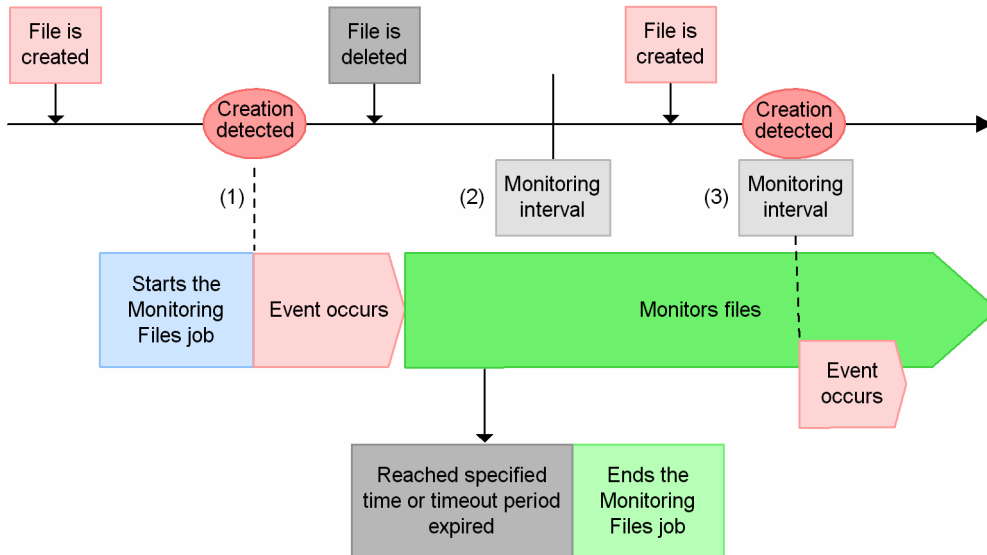 File is
created
File is
deleted
File is
created
Creation
detected
Creation
detected
(1)
(2)
Monitoring
interval
(3)
Monitoring
interval
Starts the
Monitoring
Files job
Event occurs
Monitors files
Event
occurs
Reached specified
time or timeout period
expired
Ends the
Monitoring
Files job